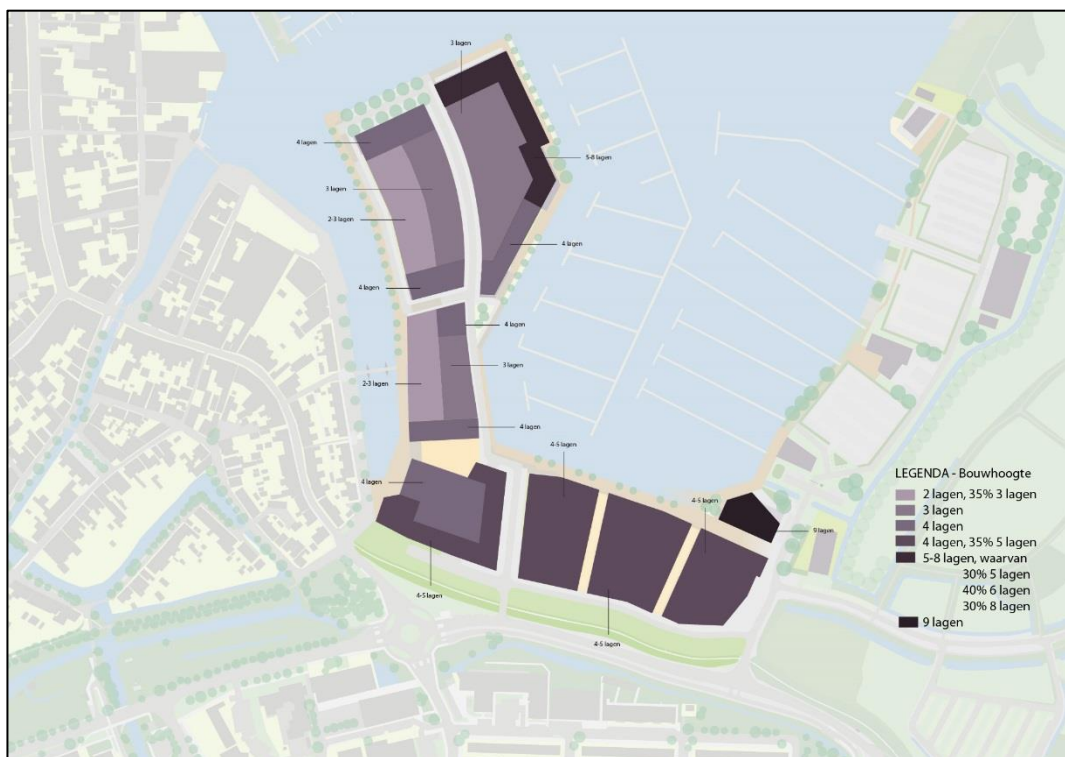 3 lagen
4 lagen
5-8 lagen
3 lagen
2-3 lagen
4 lagen
4 lagen
4 lagen
3 lagen
2-3 lagen
4 lagen
4-5 lagen
4 lagen
4-5 lagen
9 lagen
4-5 lagen
4-5 lagen
LEGENDA - Bouwhoogte
2 lagen, 35% 3 lagen
3 lagen
4 lagen
4 lagen, 35% 5 lagen
5-8 lagen, waarvan
30% 5 lagen
40% 6 lagen
30% 8 lagen
9 lagen